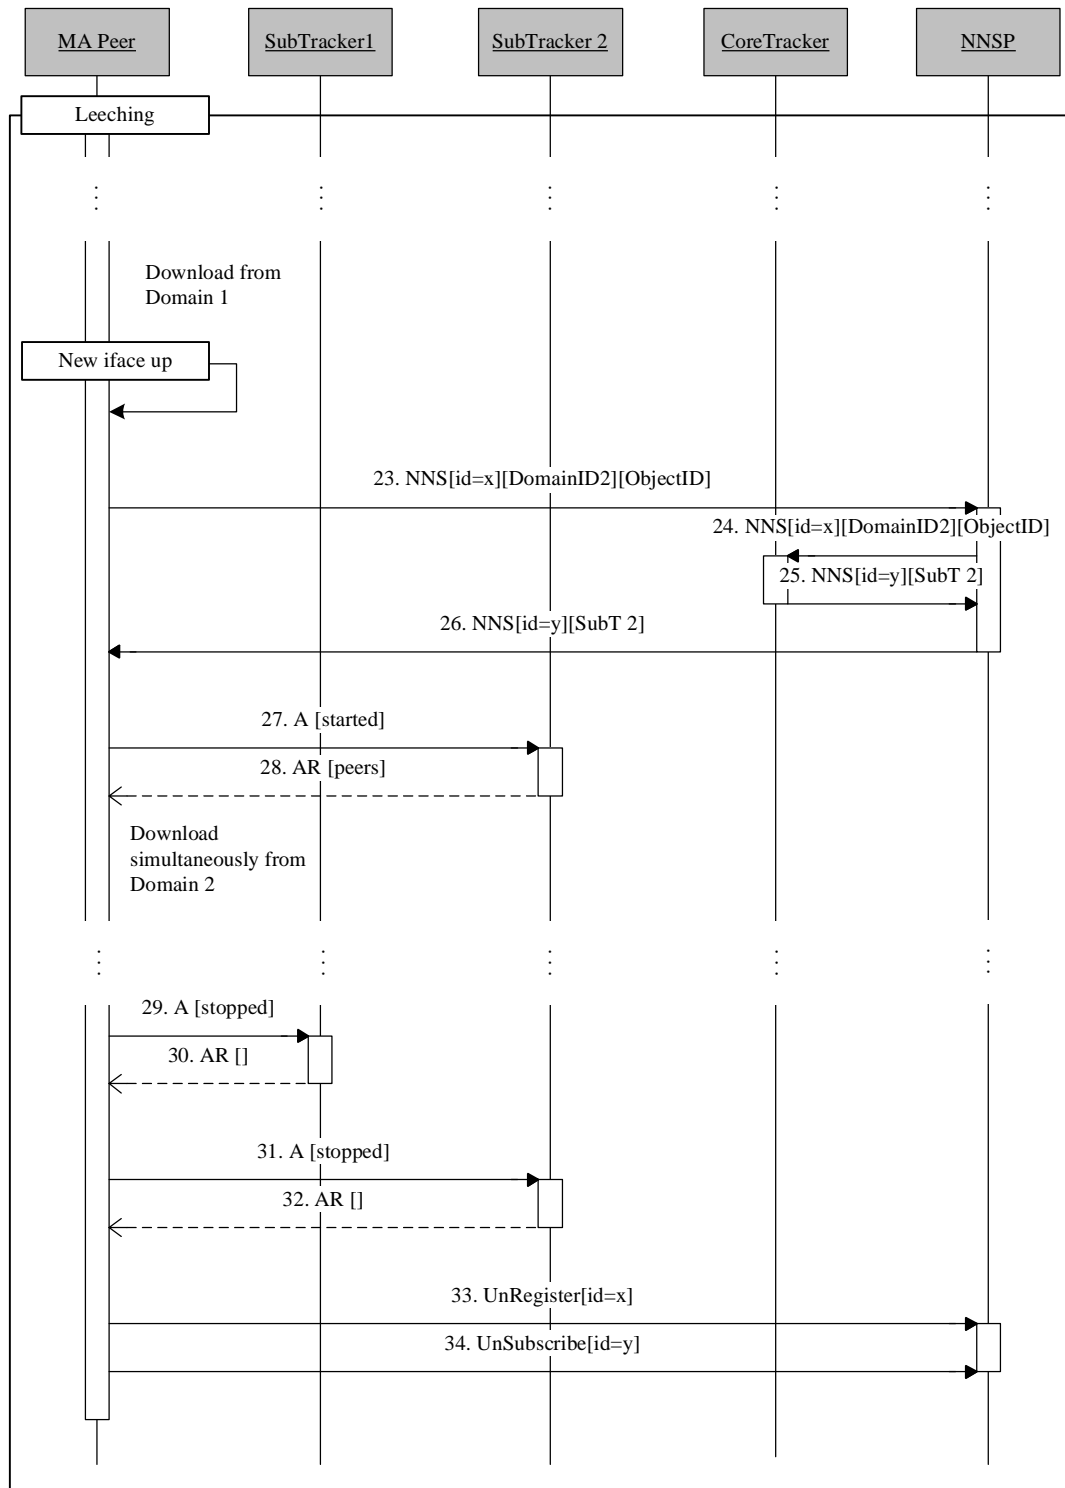 MA Peer
SubTracker1
SubTracker 2
CoreTracker
NNSP
Leeching
Download from
Domain 1
New iface up
23. NNS[id=x][DomainID2][ObjectID]
24. NNS[id=x][DomainID2][ObjectID]
25. NNS[id=y][SubT 2]
26. NNS[id=y][SubT 2]
27. A [started]
28. AR [peers]
Download
simultaneously from
Domain 2
29. A [stopped]
30. AR []
31. A [stopped]
32. AR []
33. UnRegister[id=x]
34. UnSubscribe[id=y]